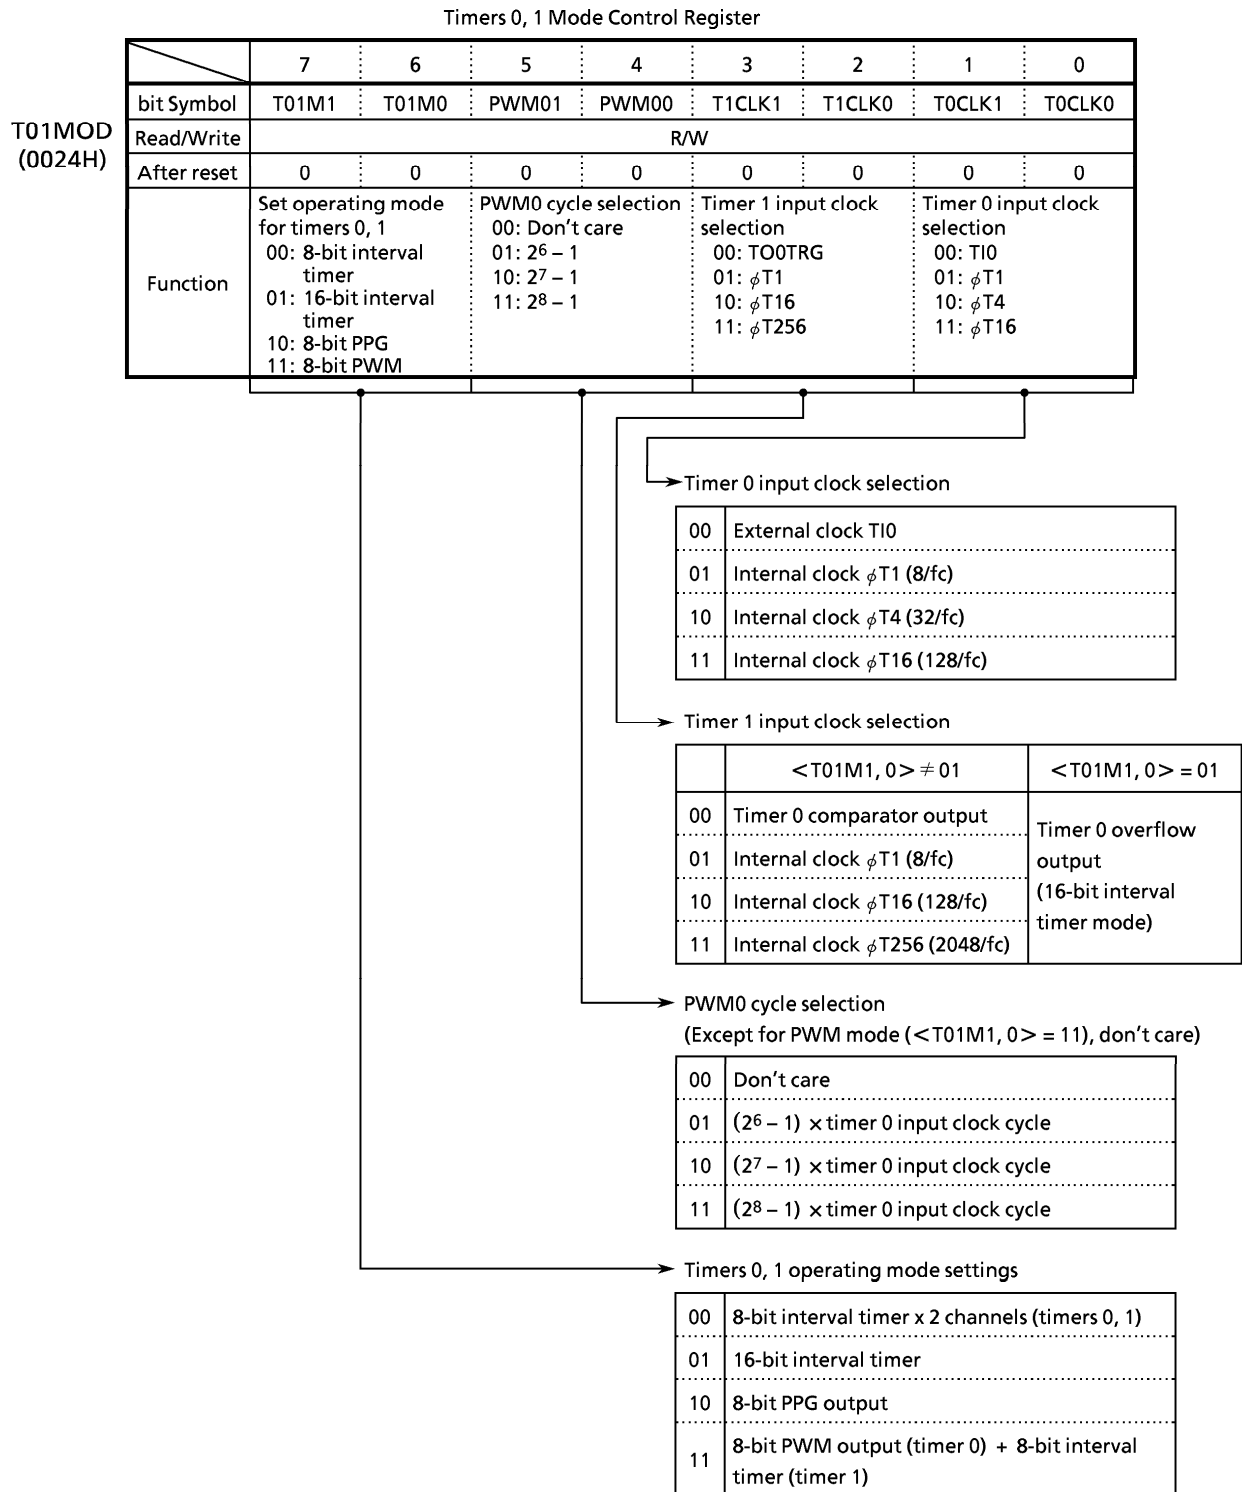 Timers 0, 1 Mode Control Register
7 6 5 4 3 2 1 0
bit Symbol T01M1 T01M0 PWM01 PWM00 T1CLK1 T1CLK0 T0CLK1 T0CLK0
T01MOD
(0024H)
Read/Write R/W
After reset 0 0 0 0 0 0 0 0
Function
Set operating mode
for timers 0, 1
00: 8-bit interval
timer
01: 16-bit interval
timer
10: 8-bit PPG
11: 8-bit PWM
PWM0 cycle selection
00: Don't care
01: 2⁶ – 1
10: 2⁷ – 1
11: 2⁸ – 1
Timer 1 input clock
selection
00: TO0TRG
01: φT1
10: φT16
11: φT256
Timer 0 input clock
selection
00: TI0
01: φT1
10: φT4
11: φT16
Timer 0 input clock selection
00 External clock TI0
01 Internal clock φT1 (8/fc)
10 Internal clock φT4 (32/fc)
11 Internal clock φT16 (128/fc)
Timer 1 input clock selection
<T01M1, 0> ≠ 01 <T01M1, 0> = 01
00 Timer 0 comparator output
01 Internal clock φT1 (8/fc)
10 Internal clock φT16 (128/fc)
11 Internal clock φT256 (2048/fc)
Timer 0 overflow
output
(16-bit interval
timer mode)
PWM0 cycle selection
(Except for PWM mode (<T01M1, 0> = 11), don't care)
00 Don't care
01 (2⁶ – 1) × timer 0 input clock cycle
10 (2⁷ – 1) × timer 0 input clock cycle
11 (2⁸ – 1) × timer 0 input clock cycle
Timers 0, 1 operating mode settings
00 8-bit interval timer x 2 channels (timers 0, 1)
01 16-bit interval timer
10 8-bit PPG output
11 8-bit PWM output (timer 0) + 8-bit interval
timer (timer 1)